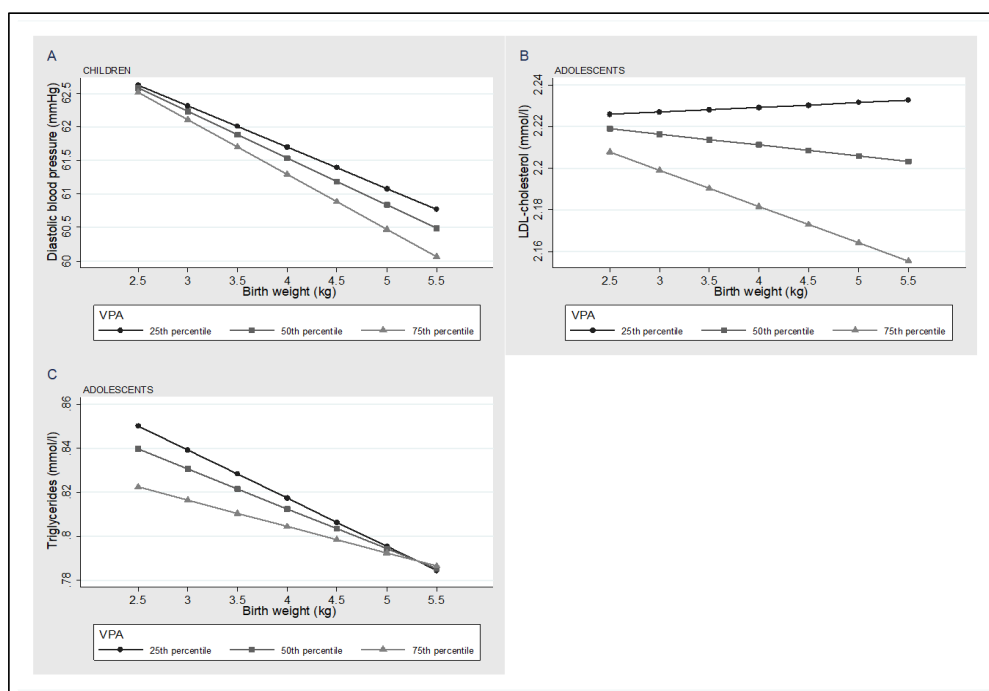 A
CHILDREN
Diastolic blood pressure (mmHg)
62.5
62
61.5
61
60.5
60
2.5 3 3.5 4 4.5 5 5.5
Birth weight (kg)
VPA
25th percentile 50th percentile 75th percentile
B
ADOLESCENTS
LDL-cholesterol (mmol/l)
2.24
2.22
2.2
2.18
2.16
2.5 3 3.5 4 4.5 5 5.5
Birth weight (kg)
VPA
25th percentile 50th percentile 75th percentile
C
ADOLESCENTS
Triglycerides (mmol/l)
.86
.84
.82
.8
.78
2.5 3 3.5 4 4.5 5 5.5
Birth weight (kg)
VPA
25th percentile 50th percentile 75th percentile